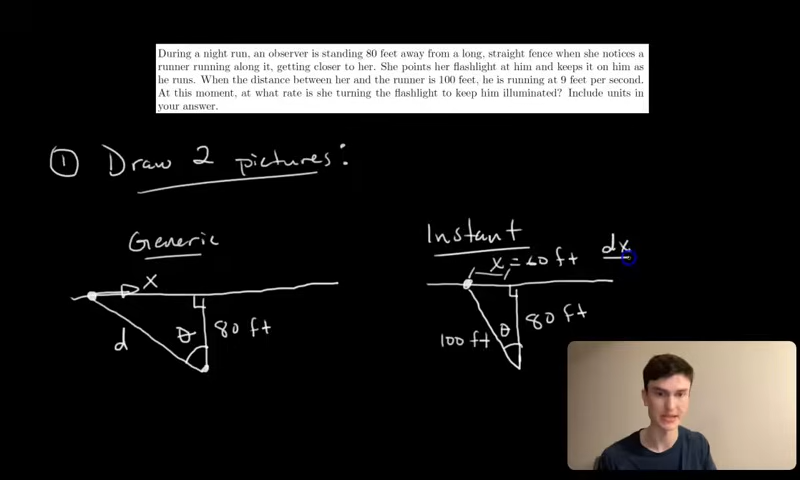 During a night run, an observer is standing 80 feet away from a long, straight fence when she notices a
runner running along it, getting closer to her. She points her flashlight at him and keeps it on him as
he runs. When the distance between her and the runner is 100 feet, he is running at 9 feet per second.
At this moment, at what rate is she turning the flashlight to keep him illuminated? Include units in
your answer.
① Draw 2 pictures:
Generic
x
θ
80 ft
d
Instant
x = 60 ft
dx
100 ft
θ
80 ft